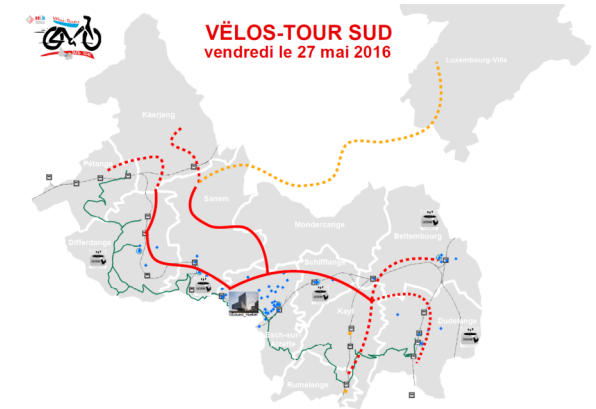 VËLOS-TOUR SUD
vendredi le 27 mai 2016
Luxembourg-Ville
Käerjeng
Pétange
Sanem
Mondercange
Differdange
Bettembourg
Schifflange
Kayl
Dudelange
Rumelange